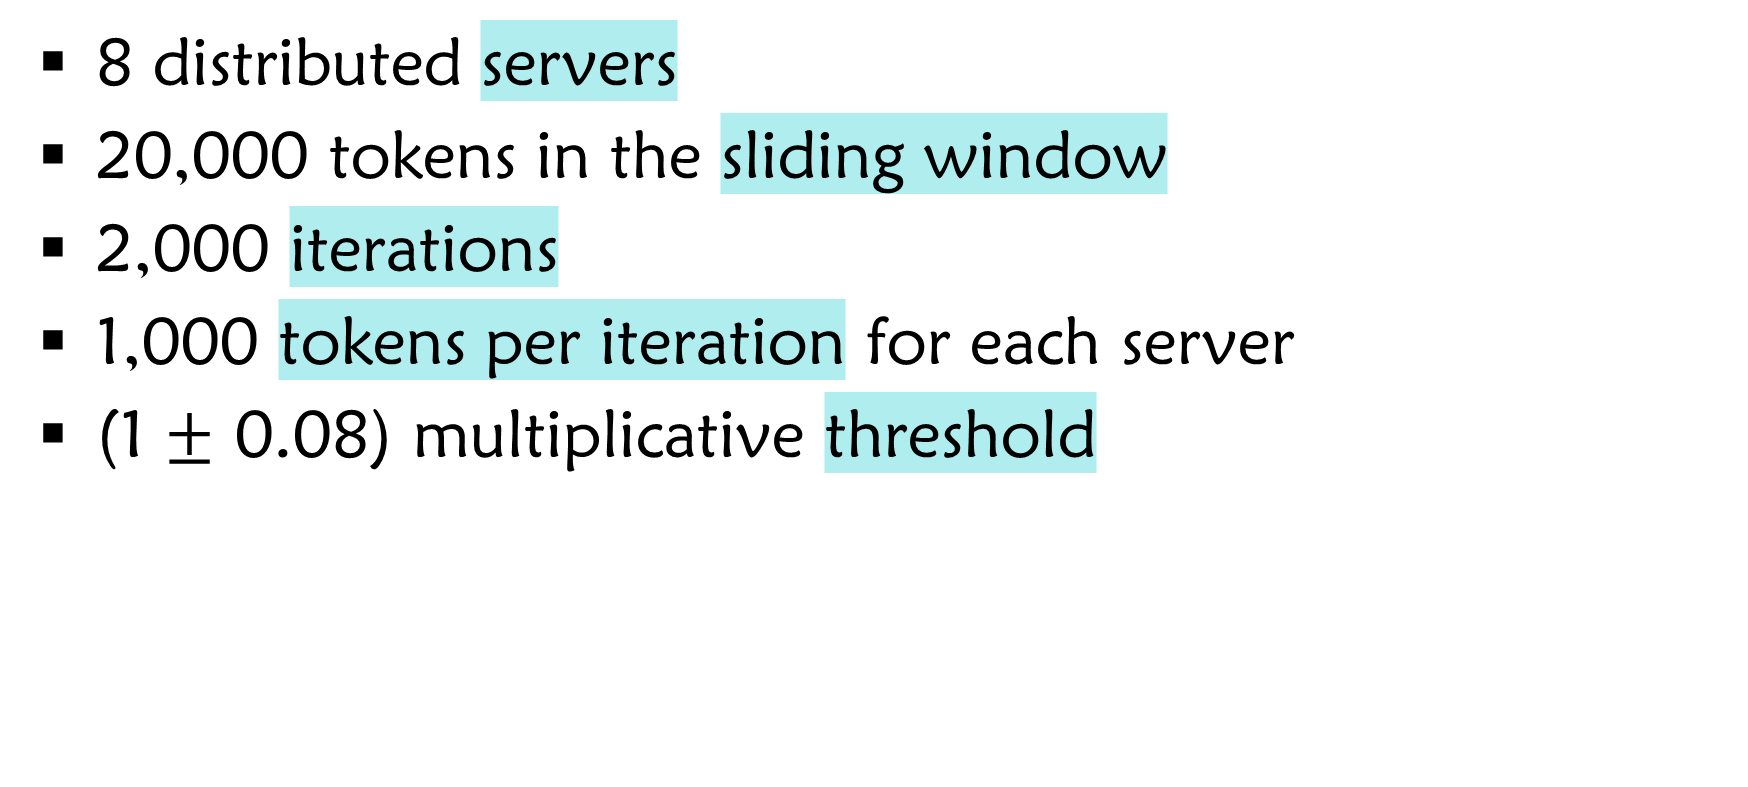 ▪ 8 distributed servers
▪ 20,000 tokens in the sliding window
▪ 2,000 iterations
▪ 1,000 tokens per iteration for each server
▪ (1 ± 0.08) multiplicative threshold